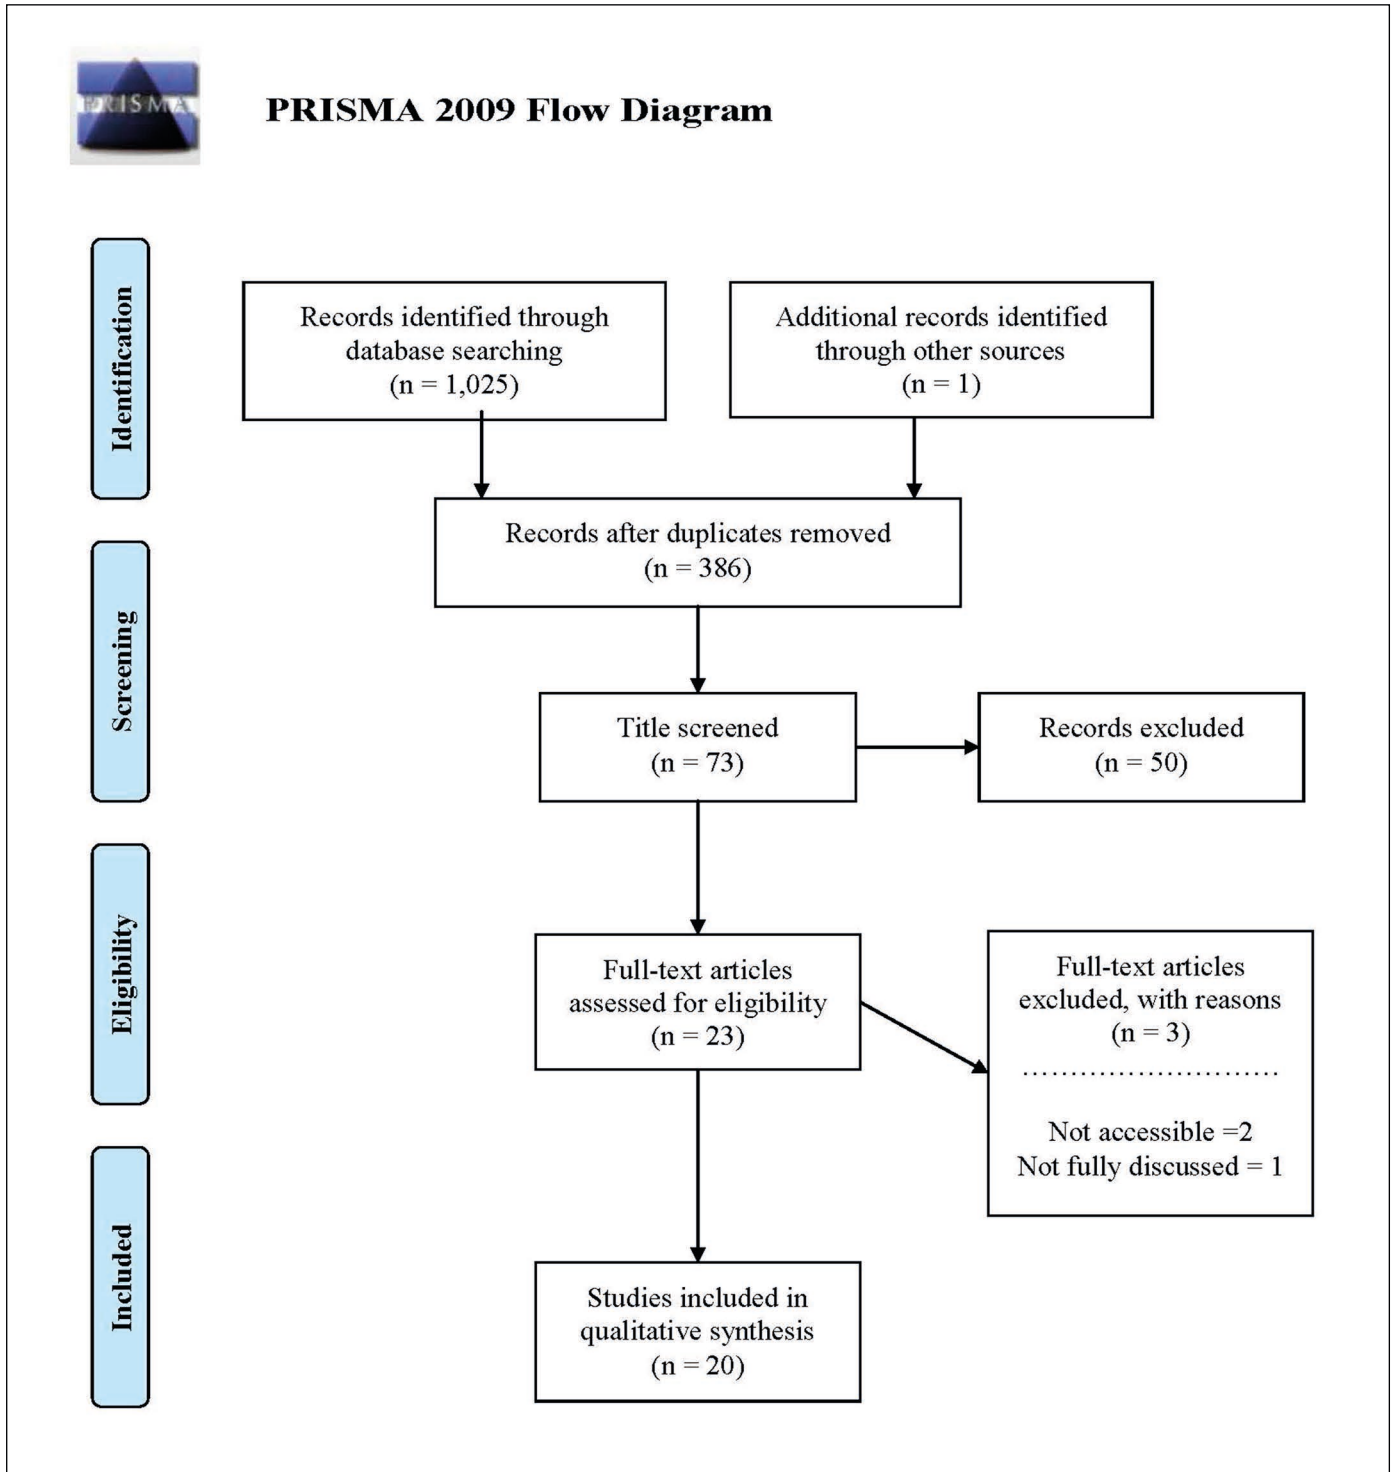 PRISMA
PRISMA 2009 Flow Diagram
Identification
Records identified through
database searching
(n = 1,025)
Additional records identified
through other sources
(n = 1)
Records after duplicates removed
(n = 386)
Screening
Title screened
(n = 73)
Records excluded
(n = 50)
Eligibility
Full-text articles
assessed for eligibility
(n = 23)
Full-text articles
excluded, with reasons
(n = 3)
...........................
Not accessible =2
Not fully discussed = 1
Included
Studies included in
qualitative synthesis
(n = 20)